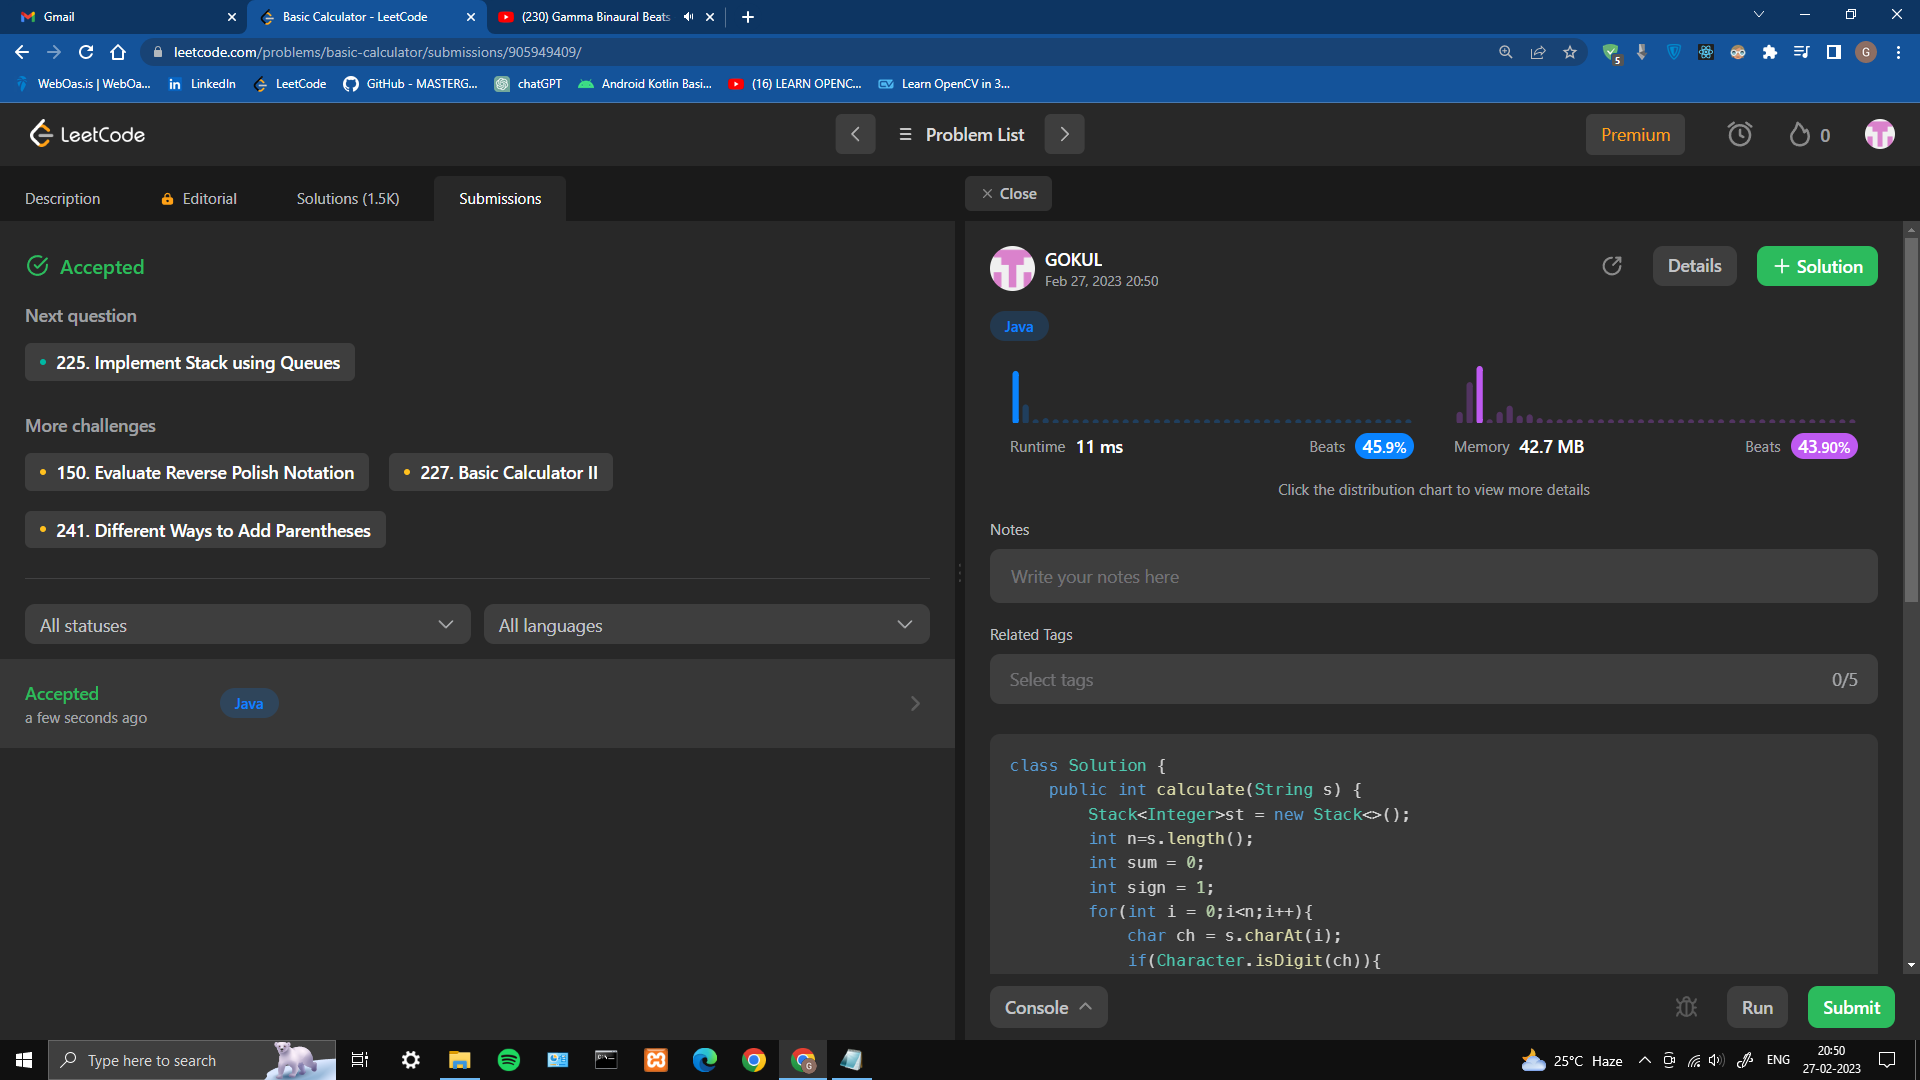 Gmail
Basic Calculator - LeetCode
(230) Gamma Binaural Beats
leetcode.com/problems/basic-calculator/submissions/905949409/
5
G
WebOas.is | WebOa...
LinkedIn
LeetCode
GitHub - MASTERG...
chatGPT
Android Kotlin Basi...
(16) LEARN OPENC...
Learn OpenCV in 3...
LeetCode
Problem List
Premium
0
Description
Editorial
Solutions (1.5K)
Submissions
Close
Accepted
Next question
225. Implement Stack using Queues
More challenges
150. Evaluate Reverse Polish Notation
227. Basic Calculator II
241. Different Ways to Add Parentheses
All statuses
All languages
Accepted
a few seconds ago
Java
GOKUL
Feb 27, 2023 20:50
Details
+ Solution
Java
Runtime 11 ms
Beats 45.9%
Memory 42.7 MB
Beats 43.90%
Click the distribution chart to view more details
Notes
Write your notes here
Related Tags
Select tags
0/5
class Solution {
public int calculate(String s) {
Stack<Integer>st = new Stack<>();
int n=s.length();
int sum = 0;
int sign = 1;
for(int i = 0;i<n;i++){
char ch = s.charAt(i);
if(Character.isDigit(ch)){
Console
Run
Submit
Type here to search
25°C Haze
ENG
20:50
27-02-2023